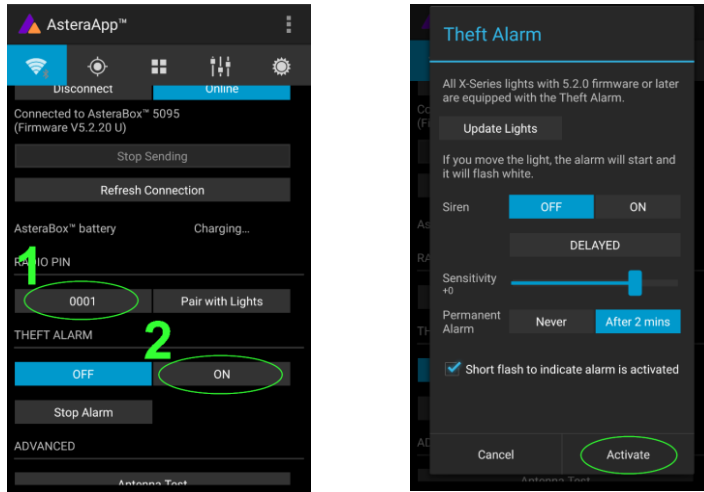 AsteraApp™
Disconnect
Online
Connected to AsteraBox™ 5095
(Firmware V5.2.20 U)
Stop Sending
Refresh Connection
AsteraBox™ battery
Charging...
1
RADIO PIN
0001
Pair with Lights
THEFT ALARM
2
OFF
ON
Stop Alarm
ADVANCED
Antenna Test
Theft Alarm
All X-Series lights with 5.2.0 firmware or later
are equipped with the Theft Alarm.
Update Lights
If you move the light, the alarm will start and
it will flash white.
Siren
OFF
ON
DELAYED
Sensitivity
+0
Permanent
Alarm
Never
After 2 mins
Short flash to indicate alarm is activated
Cancel
Activate
Antenna Test